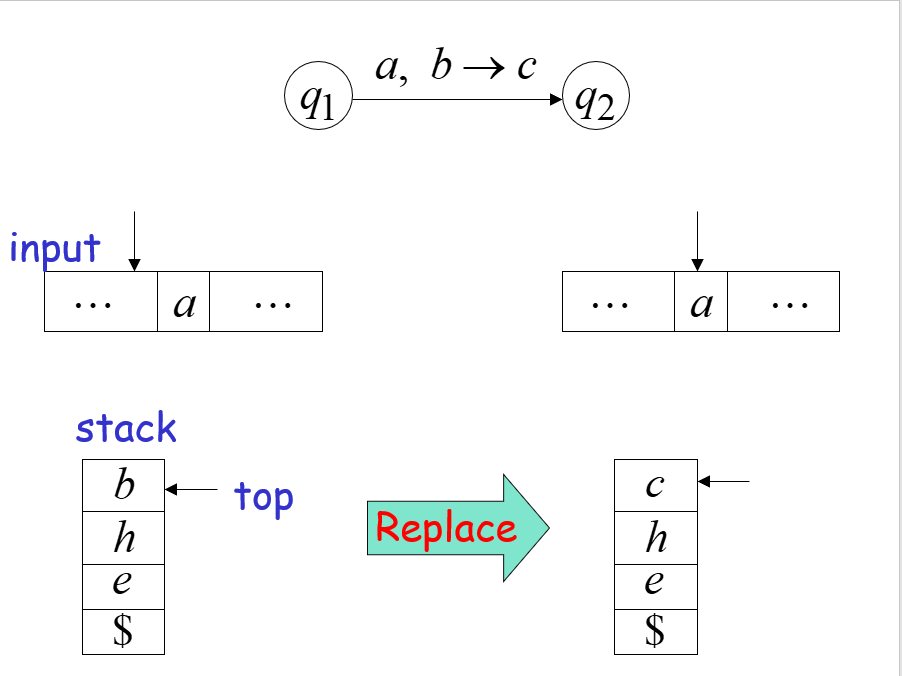 a, b → c
q1 q2
input
··· a ··· ··· a ···
stack
b top c
Replace
h h
e e
$ $